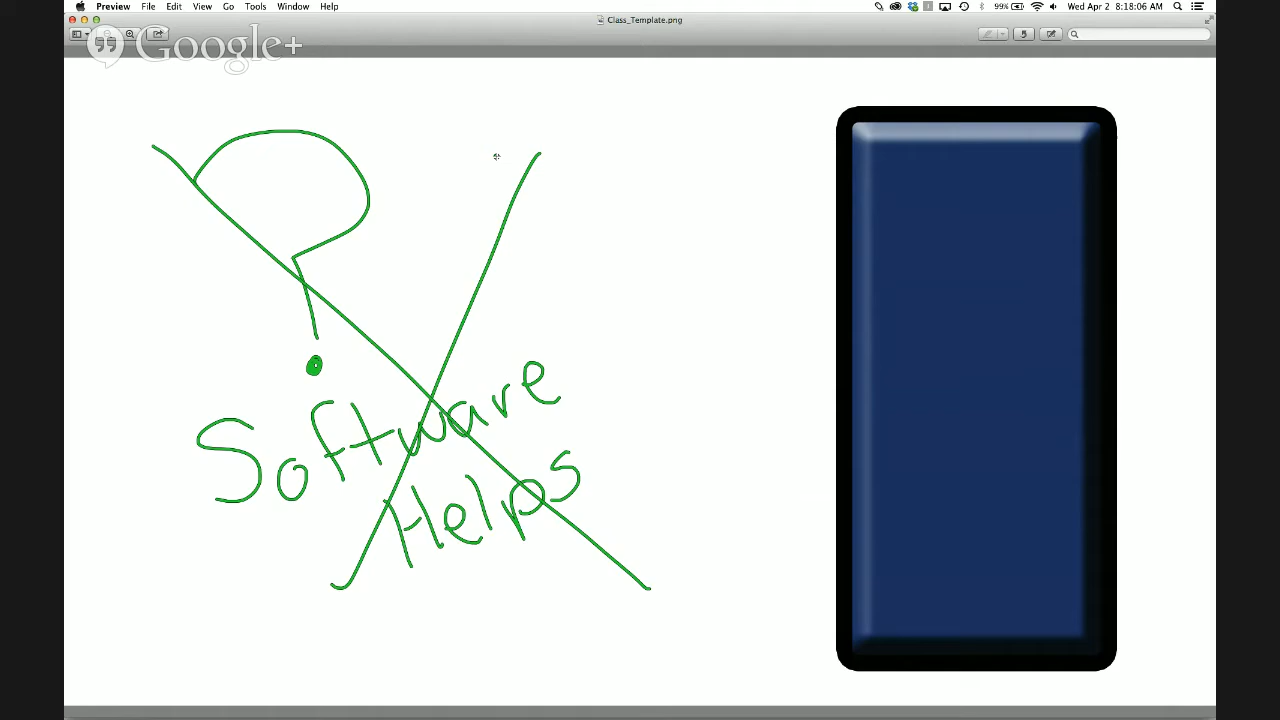 Preview File Edit View Go Tools Window Help 99% Wed Apr 2 8:18:06 AM
Class_Template.png
Google+
?
Software
Helps